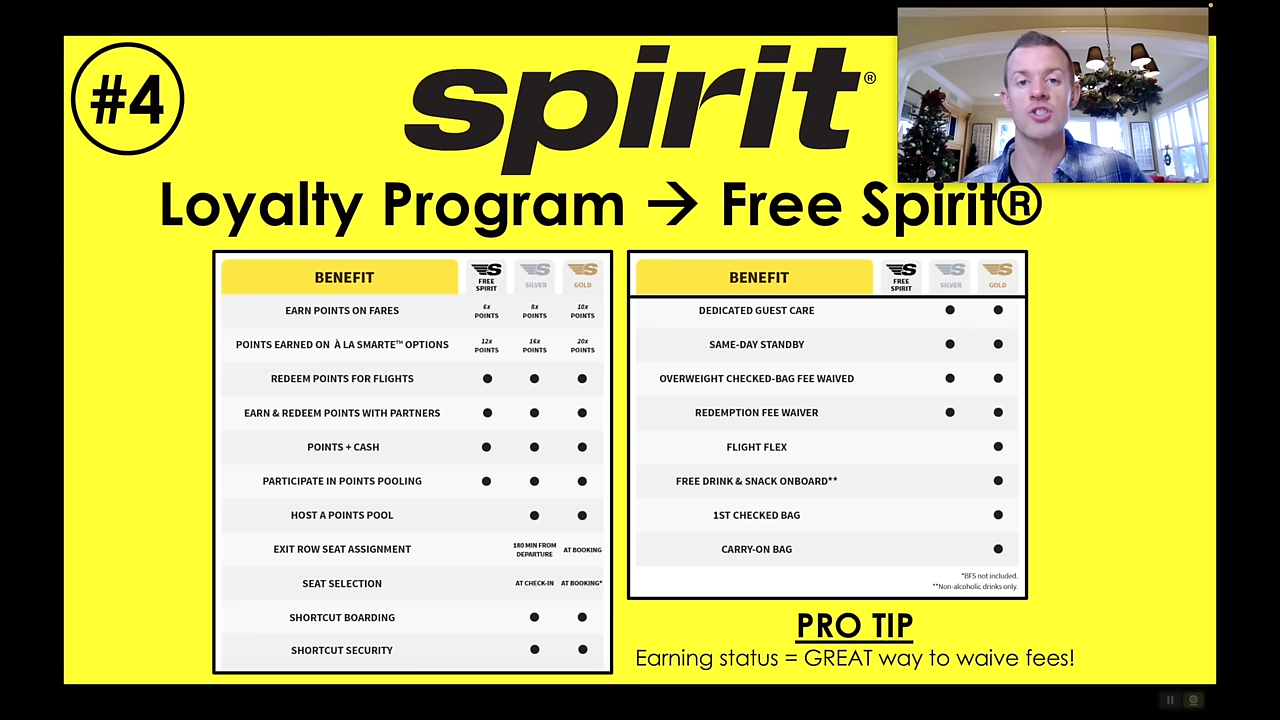 #4
spirit®
Loyalty Program → Free Spirit®
BENEFIT
FREE
SPIRIT
SILVER
GOLD
EARN POINTS ON FARES
6x
POINTS
8x
POINTS
10x
POINTS
POINTS EARNED ON À LA SMARTE™ OPTIONS
12x
POINTS
16x
POINTS
20x
POINTS
REDEEM POINTS FOR FLIGHTS
EARN & REDEEM POINTS WITH PARTNERS
POINTS + CASH
PARTICIPATE IN POINTS POOLING
HOST A POINTS POOL
EXIT ROW SEAT ASSIGNMENT
180 MIN FROM
DEPARTURE
AT BOOKING
SEAT SELECTION
AT CHECK-IN
AT BOOKING*
SHORTCUT BOARDING
SHORTCUT SECURITY
BENEFIT
FREE
SPIRIT
SILVER
GOLD
DEDICATED GUEST CARE
SAME-DAY STANDBY
OVERWEIGHT CHECKED-BAG FEE WAIVED
REDEMPTION FEE WAIVER
FLIGHT FLEX
FREE DRINK & SNACK ONBOARD**
1ST CHECKED BAG
CARRY-ON BAG
*BFS not included.
**Non-alcoholic drinks only.
PRO TIP
Earning status = GREAT way to waive fees!